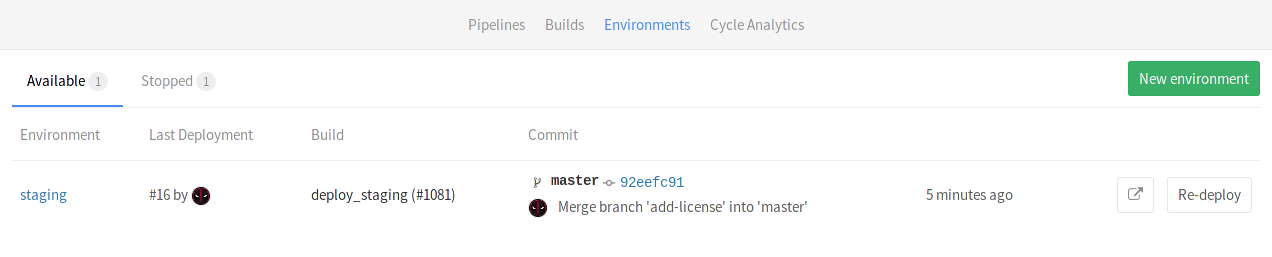 Pipelines Builds Environments Cycle Analytics
Available 1 Stopped 1 New environment
Environment Last Deployment Build Commit
staging #16 by deploy_staging (#1081) master 92eefc91 5 minutes ago Re-deploy
Merge branch 'add-license' into 'master'